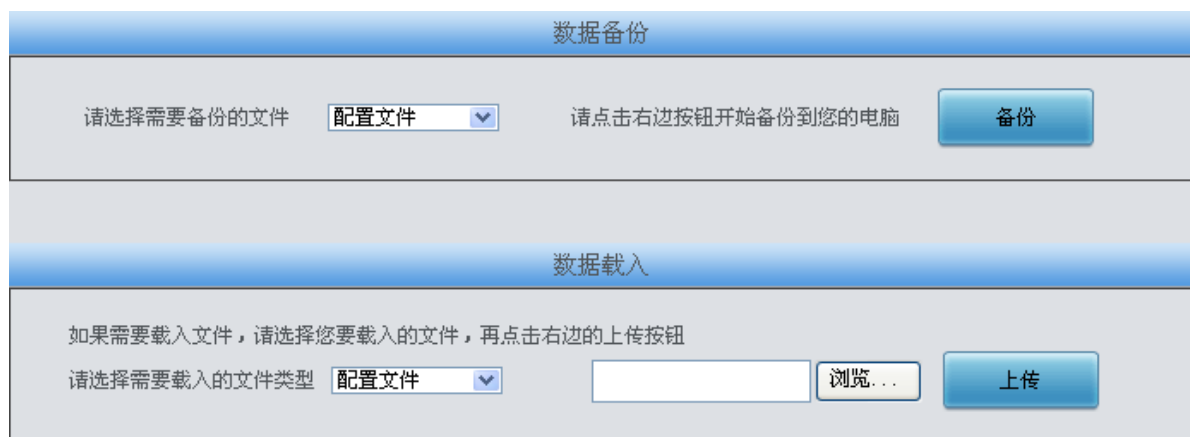 数据备份
请选择需要备份的文件 配置文件 请点击右边按钮开始备份到您的电脑 备份
数据载入
如果需要载入文件，请选择您要载入的文件，再点击右边的上传按钮
请选择需要载入的文件类型 配置文件 浏览... 上传